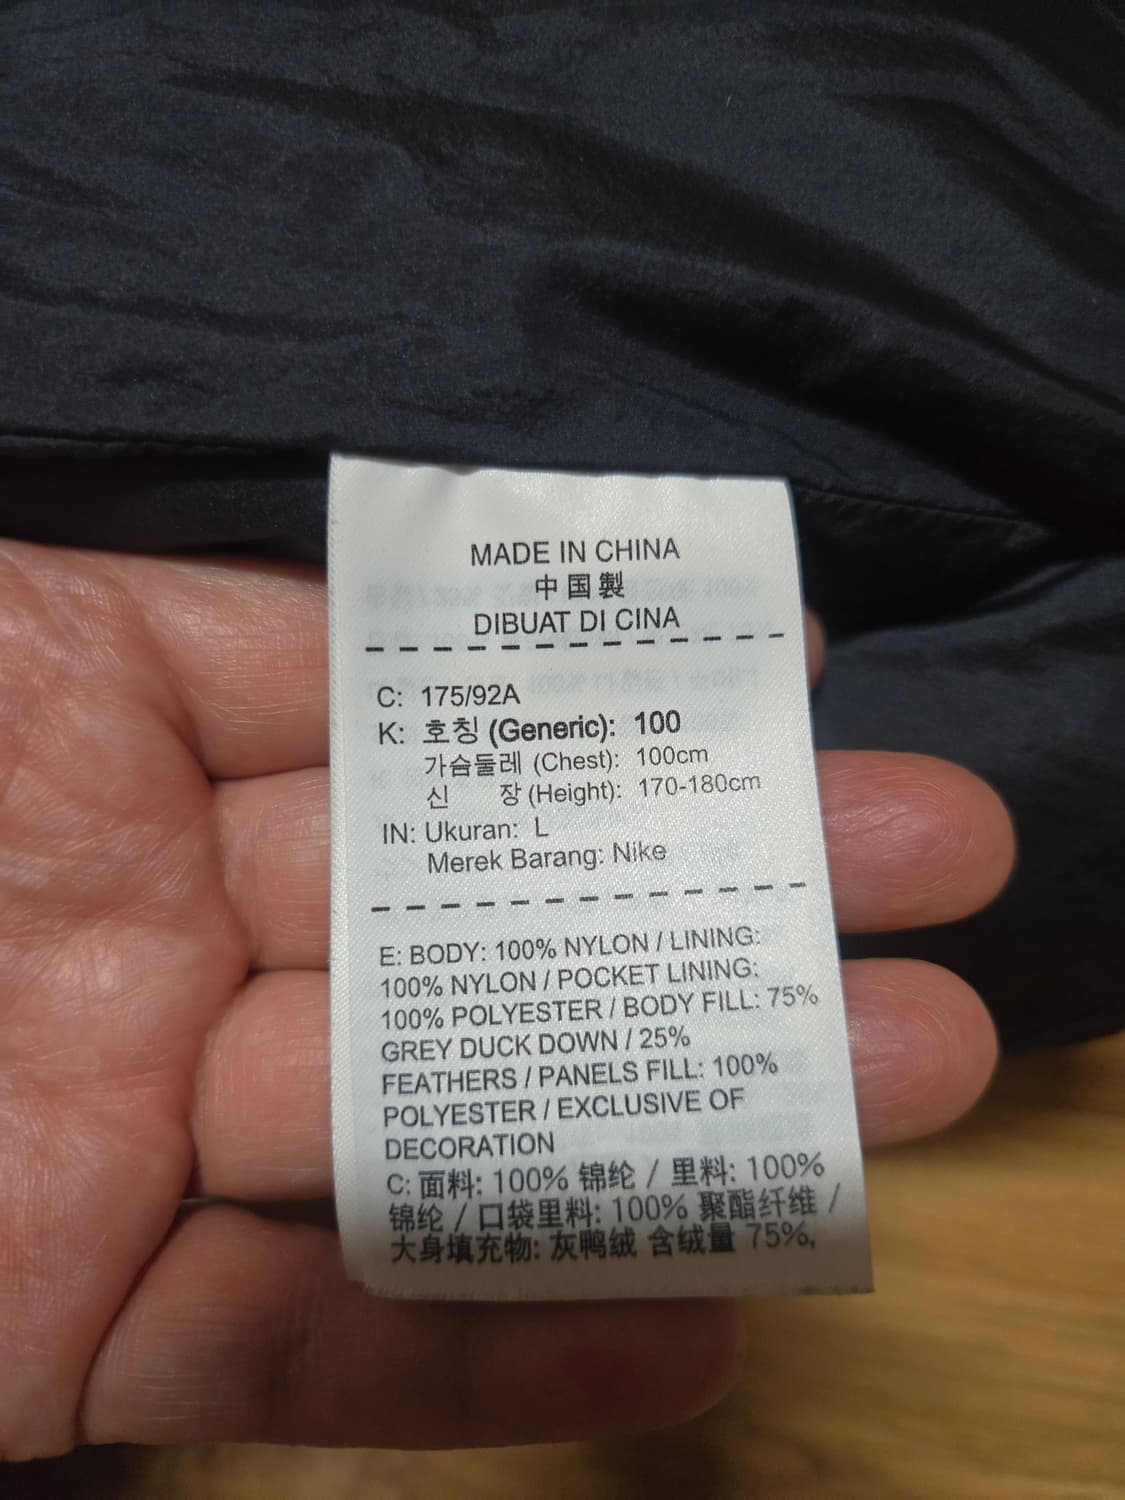 MADE IN CHINA
中国製
DIBUAT DI CINA
C: 175/92A
K: 호칭 (Generic): 100
가슴둘레 (Chest): 100cm
신 장 (Height): 170-180cm
IN: Ukuran: L
Merek Barang: Nike
E: BODY: 100% NYLON / LINING:
100% NYLON / POCKET LINING:
100% POLYESTER / BODY FILL: 75%
GREY DUCK DOWN / 25%
FEATHERS / PANELS FILL: 100%
POLYESTER / EXCLUSIVE OF
DECORATION
C: 面料: 100% 锦纶 / 里料: 100%
锦纶 / 口袋里料: 100% 聚酯纤维 /
大身填充物: 灰鸭绒 含绒量 75%,